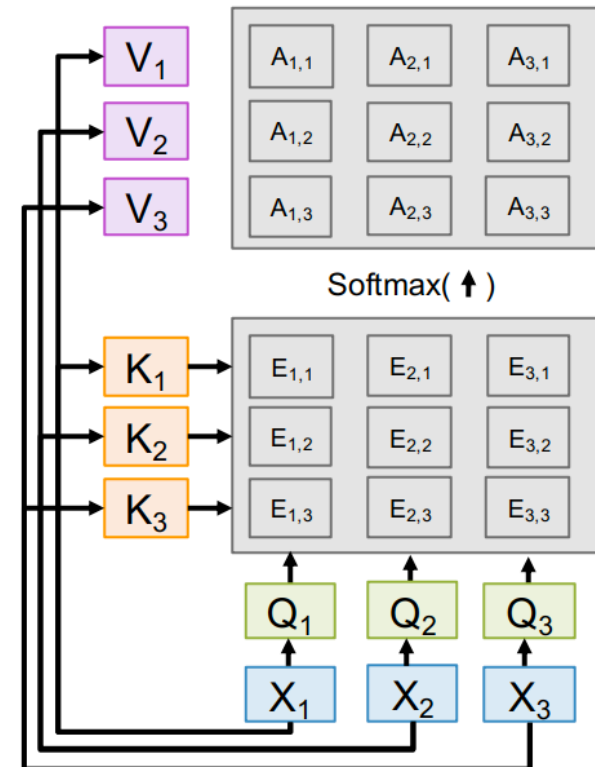 V₁ A₁,₁ A₂,₁ A₃,₁
V₂ A₁,₂ A₂,₂ A₃,₂
V₃ A₁,₃ A₂,₃ A₃,₃
Softmax( ↑ )
K₁ E₁,₁ E₂,₁ E₃,₁
K₂ E₁,₂ E₂,₂ E₃,₂
K₃ E₁,₃ E₂,₃ E₃,₃
Q₁ Q₂ Q₃
X₁ X₂ X₃